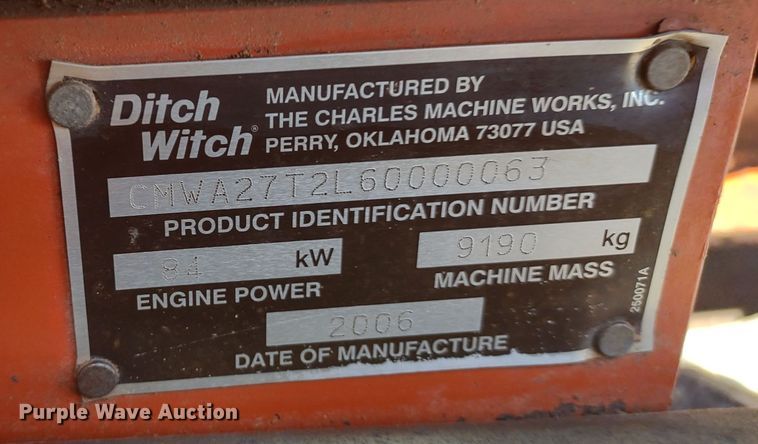 Ditch Witch®
MANUFACTURED BY
THE CHARLES MACHINE WORKS, INC.
PERRY, OKLAHOMA 73077 USA
CMWA27T2L60000063
PRODUCT IDENTIFICATION NUMBER
84 kW
ENGINE POWER
9190 kg
MACHINE MASS
250071A
2006
DATE OF MANUFACTURE
Purple Wave Auction